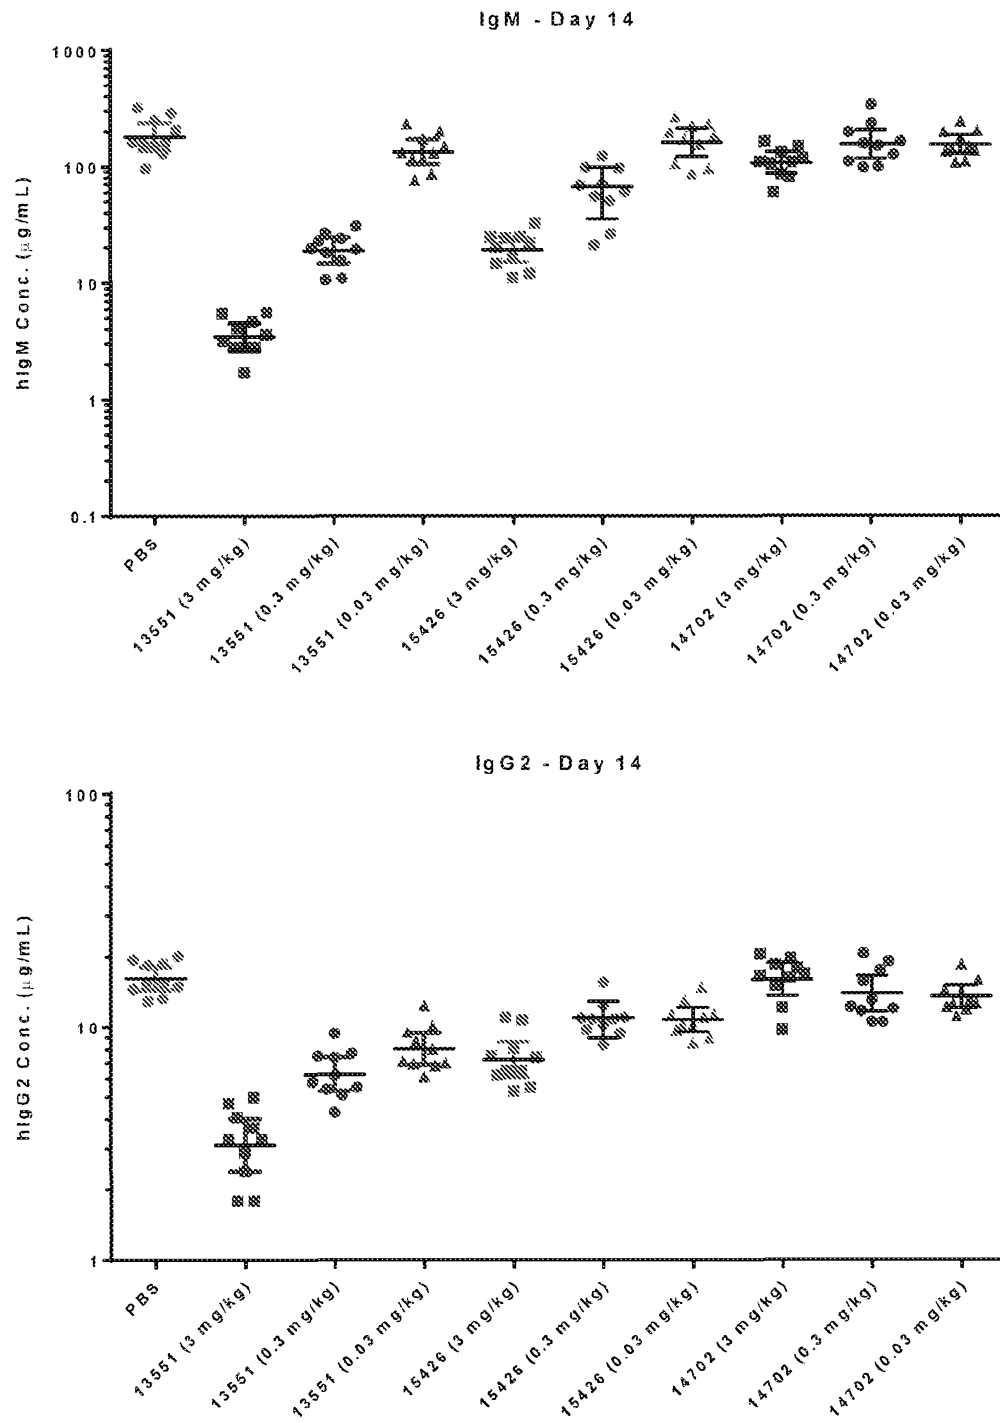 IgM - Day 14
hIgM Conc. (µg/mL)
1000
100
10
1
0.1
PBS
13551 (3 mg/kg)
13551 (0.3 mg/kg)
13551 (0.03 mg/kg)
15426 (3 mg/kg)
15426 (0.3 mg/kg)
15426 (0.03 mg/kg)
14702 (3 mg/kg)
14702 (0.3 mg/kg)
14702 (0.03 mg/kg)
IgG2 - Day 14
hIgG2 Conc. (µg/mL)
100
10
1
PBS
13551 (3 mg/kg)
13551 (0.3 mg/kg)
13551 (0.03 mg/kg)
15426 (3 mg/kg)
15426 (0.3 mg/kg)
15426 (0.03 mg/kg)
14702 (3 mg/kg)
14702 (0.3 mg/kg)
14702 (0.03 mg/kg)